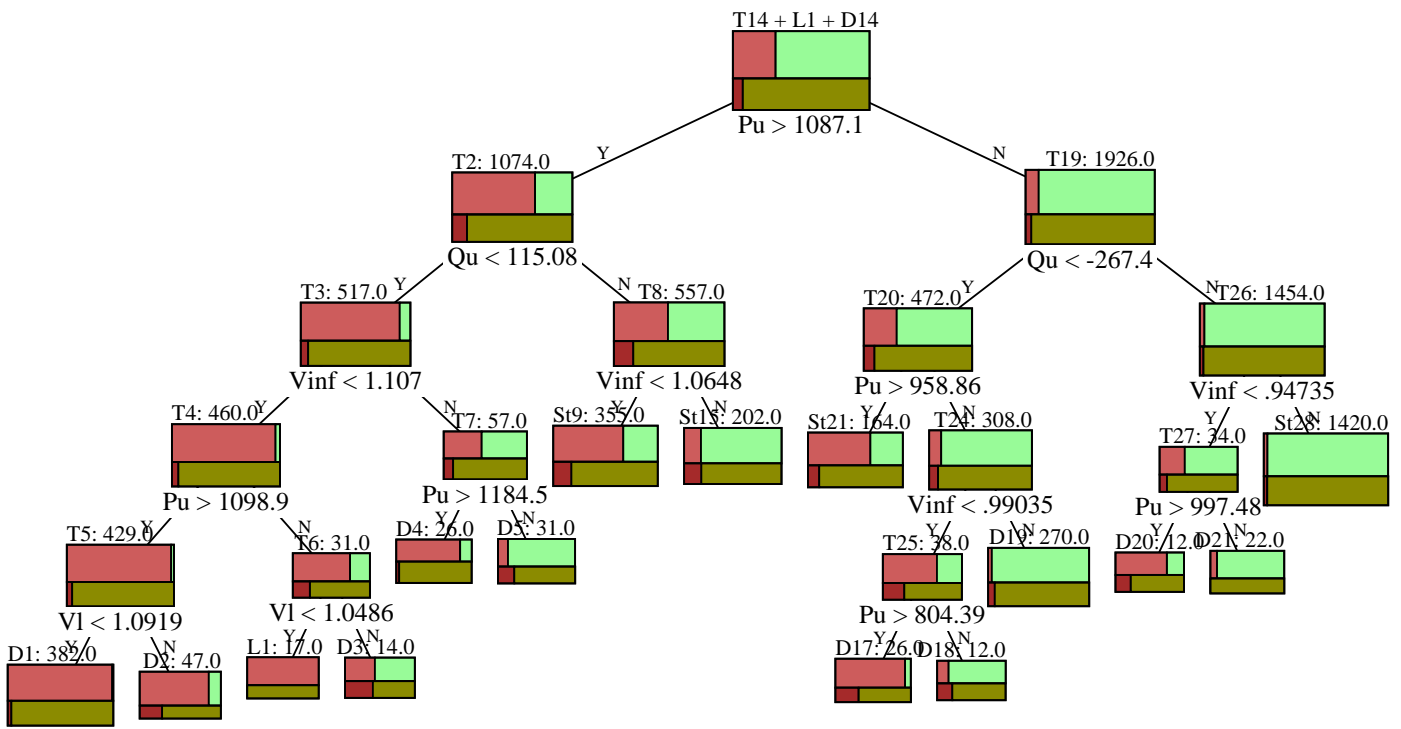 T14 + L1 + D14
Pu > 1087.1
Y
N
T2: 1074.0
T19: 1926.0
Qu < 115.08
Qu < -267.4
Y
N
Y
N
T3: 517.0
T8: 557.0
T20: 472.0
T26: 1454.0
Vinf < 1.107
Vinf < 1.0648
Pu > 958.86
Vinf < .94735
Y
N
Y
N
Y
N
Y
N
T4: 460.0
T7: 57.0
St9: 355.0
St15: 202.0
St21: 164.0
T24: 308.0
T27: 34.0
St28: 1420.0
Pu > 1098.9
Pu > 1184.5
Vinf < .99035
Pu > 997.48
Y
N
Y
N
Y
N
Y
N
T5: 429.0
T6: 31.0
D4: 26.0
D5: 31.0
T25: 38.0
D19: 270.0
D20: 12.0
D21: 22.0
Vl < 1.0919
Vl < 1.0486
Pu > 804.39
Y
N
Y
N
Y
N
D1: 382.0
D2: 47.0
L1: 17.0
D3: 14.0
D17: 26.0
D18: 12.0